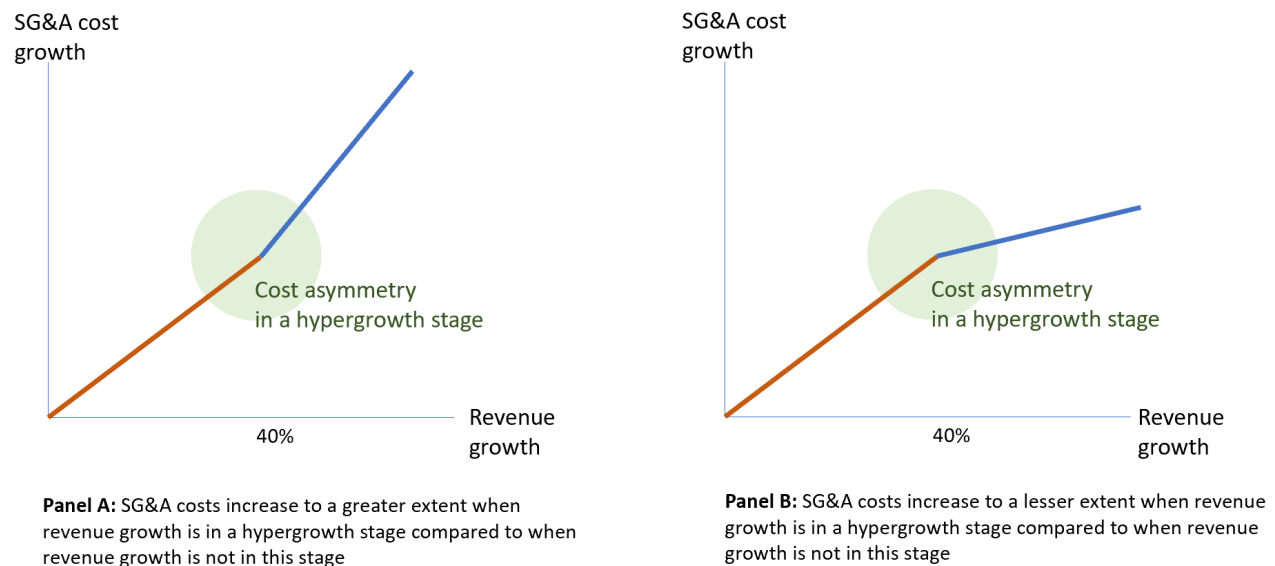 SG&A cost
growth
Cost asymmetry
in a hypergrowth stage
Revenue
growth
40%
Panel A: SG&A costs increase to a greater extent when
revenue growth is in a hypergrowth stage compared to when
revenue growth is not in this stage
SG&A cost
growth
Cost asymmetry
in a hypergrowth stage
Revenue
growth
40%
Panel B: SG&A costs increase to a lesser extent when revenue
growth is in a hypergrowth stage compared to when revenue
growth is not in this stage